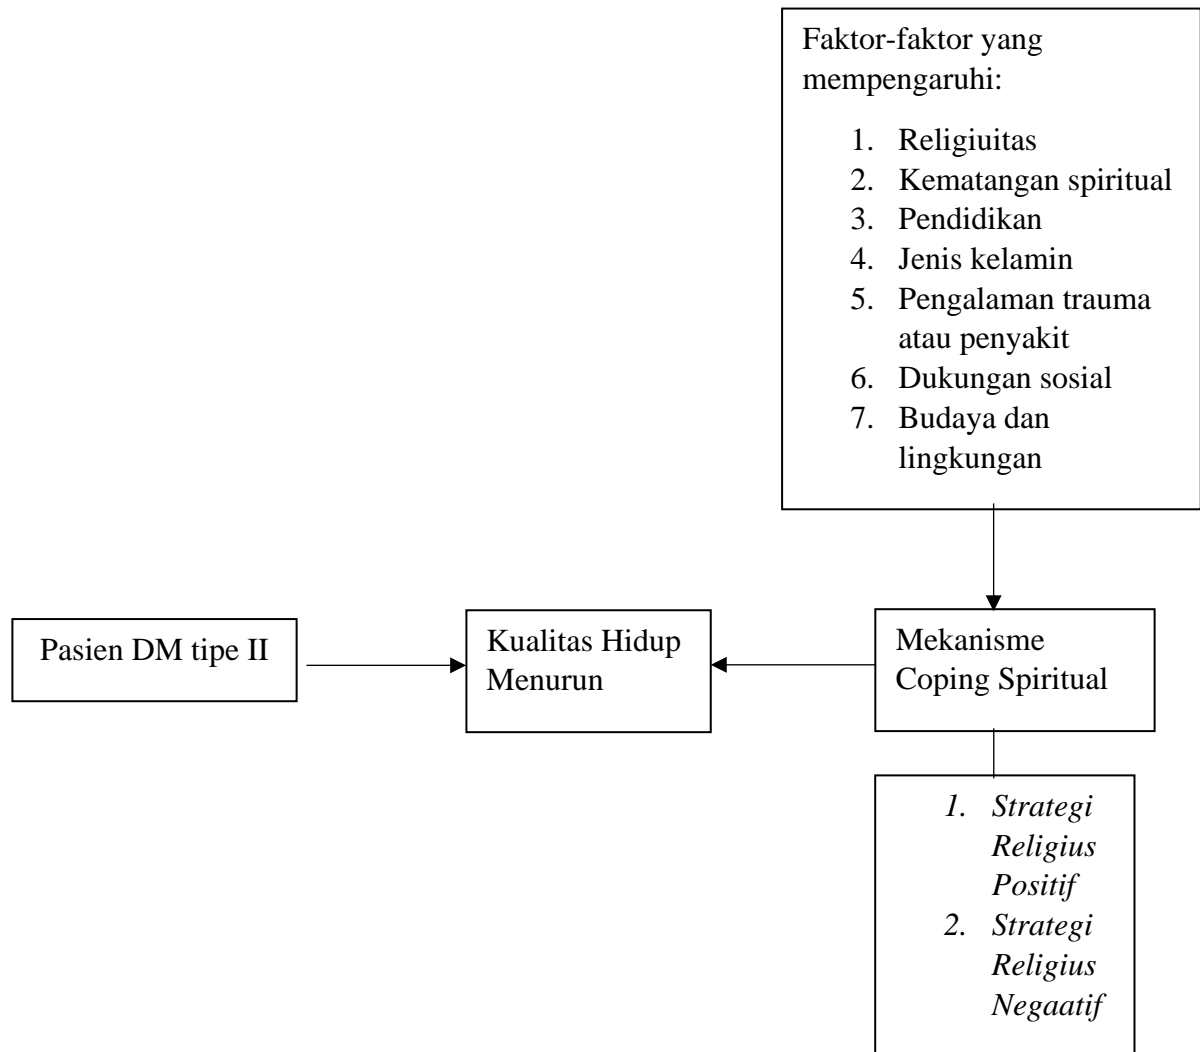 Faktor-faktor yang
mempengaruhi:
1. Religiuitas
2. Kematangan spiritual
3. Pendidikan
4. Jenis kelamin
5. Pengalaman trauma
atau penyakit
6. Dukungan sosial
7. Budaya dan
lingkungan
Pasien DM tipe II
Kualitas Hidup
Menurun
Mekanisme
Coping Spiritual
1. Strategi
Religius
Positif
2. Strategi
Religius
Negaatif